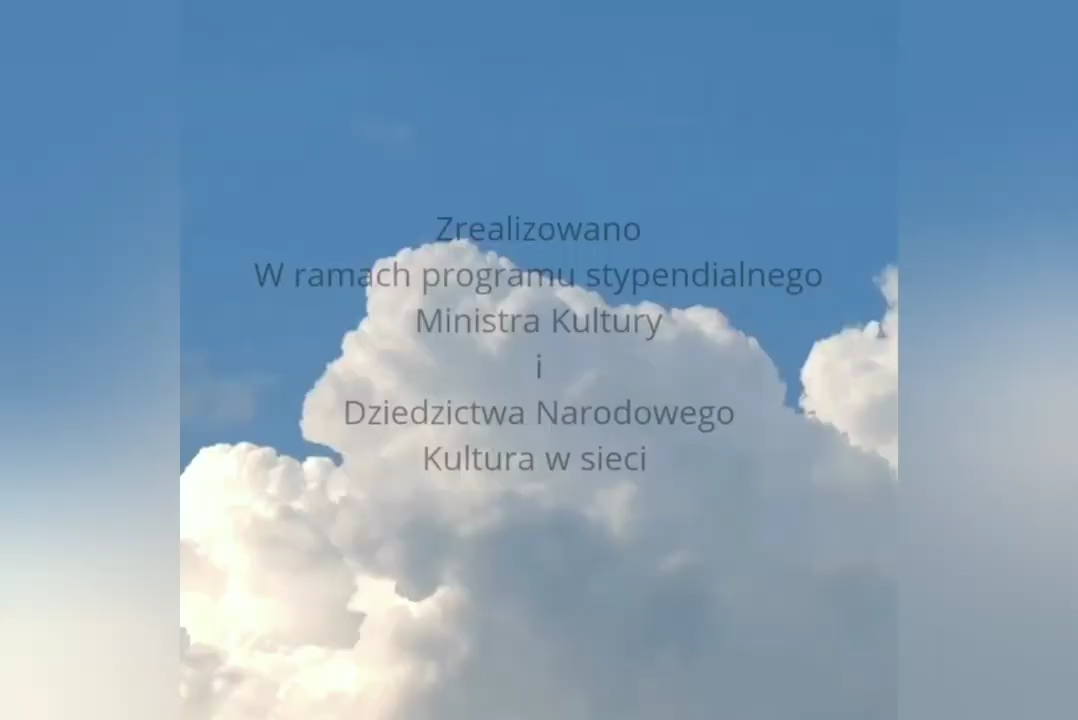 Zrealizowano
W ramach programu stypendialnego
Ministra Kultury
i
Dziedzictwa Narodowego
Kultura w sieci